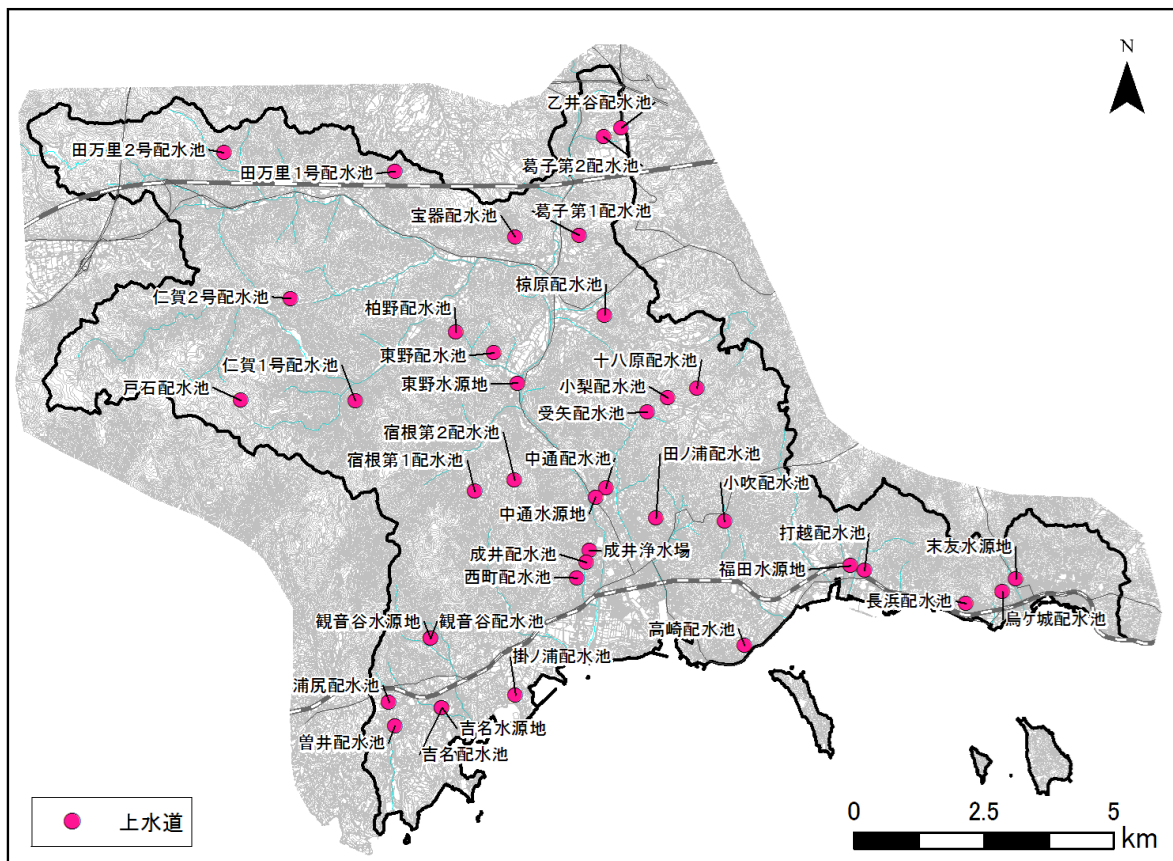 N
乙井谷配水池
田万里2号配水池
葛子第2配水池
田万里1号配水池
宝器配水池
葛子第1配水池
仁賀2号配水池
椋原配水池
柏野配水池
東野配水池
十八原配水池
仁賀1号配水池
東野水源地
小梨配水池
戸石配水池
受矢配水池
宿根第2配水池
中通配水池
田ノ浦配水池
宿根第1配水池
小吹配水池
中通水源地
打越配水池
末友水源地
成井配水池
成井浄水場
福田水源地
西町配水池
長浜配水池
烏ケ城配水池
観音谷水源地
観音谷配水池
高崎配水池
掛ノ浦配水池
浦尻配水池
吉名水源地
曽井配水池
吉名配水池
上水道
0 2.5 5
km